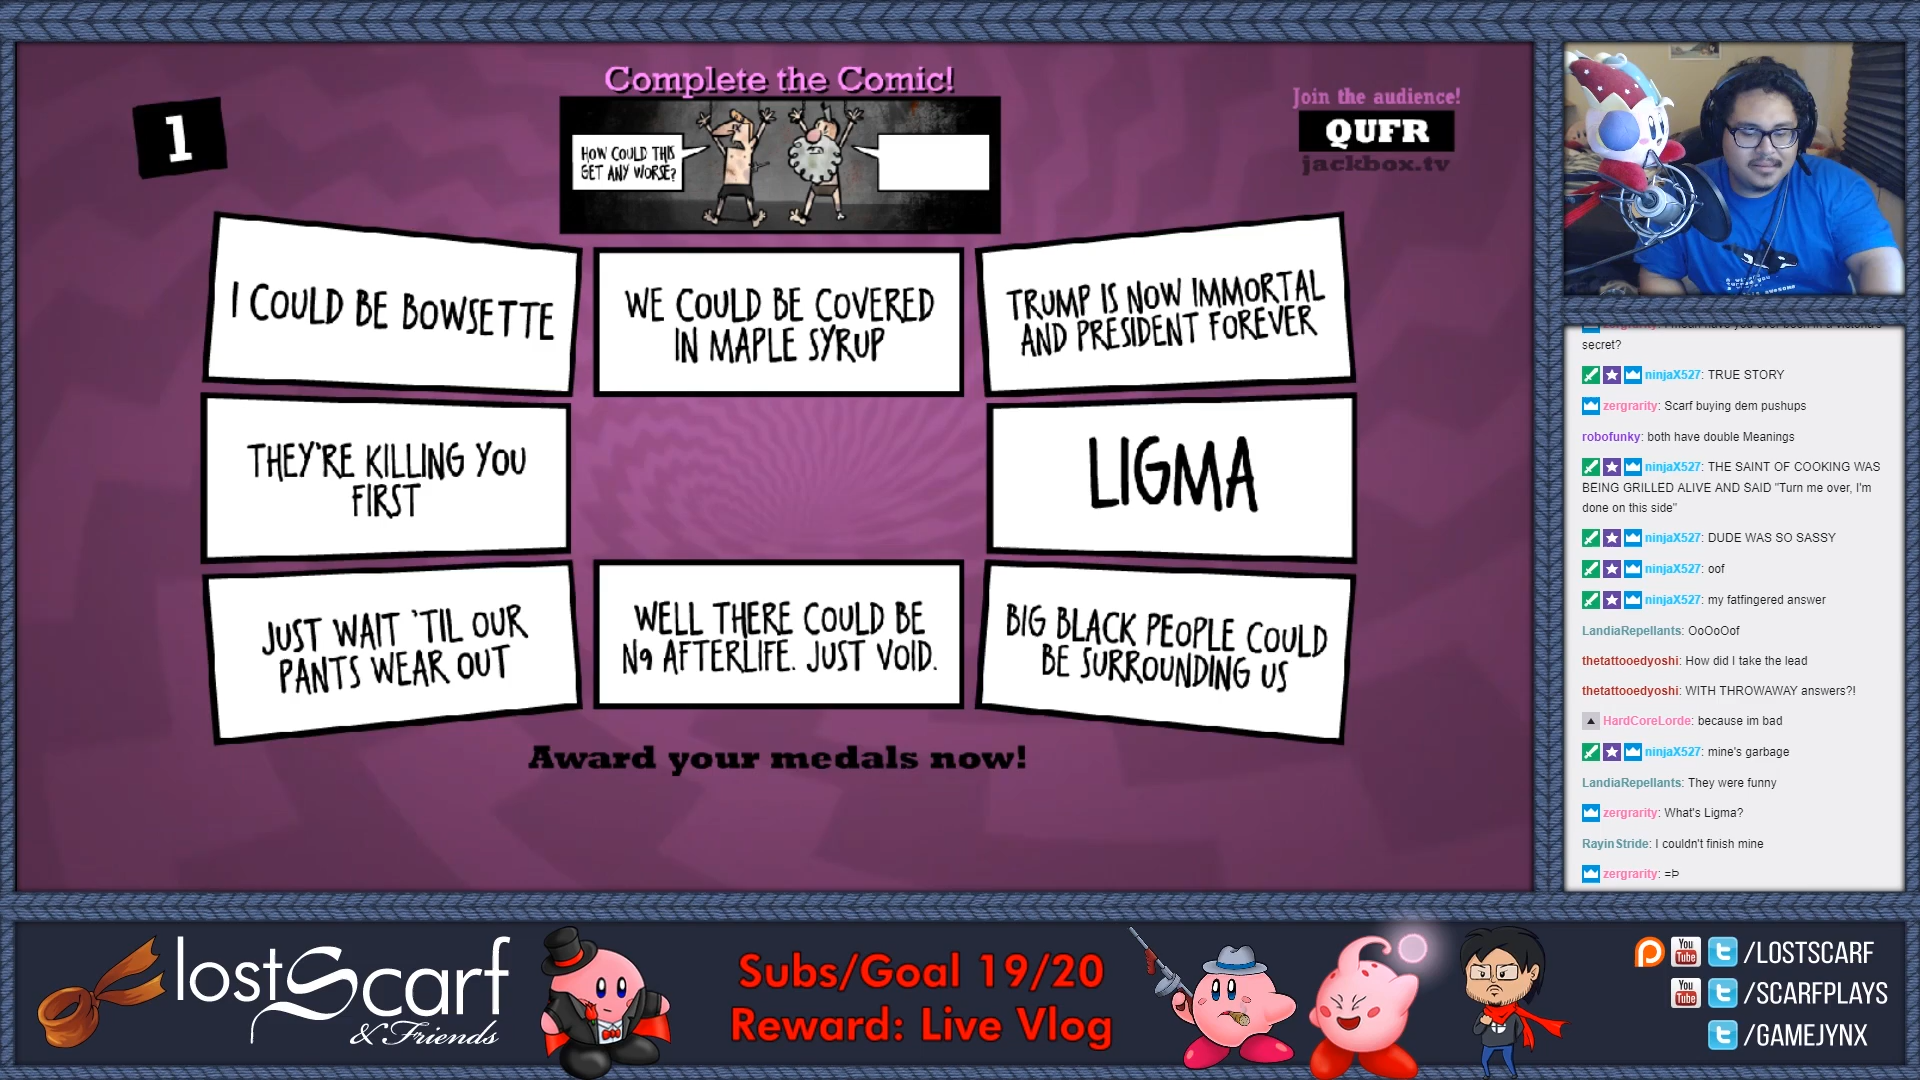 Complete the Comic!
1
HOW COULD THIS
GET ANY WORSE?
Join the audience!
QUFR
jackbox.tv
I COULD BE BOWSETTE
WE COULD BE COVERED
IN MAPLE SYRUP
TRUMP IS NOW IMMORTAL
AND PRESIDENT FOREVER
THEY'RE KILLING YOU
FIRST
LIGMA
JUST WAIT 'TIL OUR
PANTS WEAR OUT
WELL THERE COULD BE
N9 AFTERLIFE. JUST VOID.
BIG BLACK PEOPLE COULD
BE SURROUNDING US
Award your medals now!
secret?
ninjaX527: TRUE STORY
zergrarity: Scarf buying dem pushups
robofunky: both have double Meanings
ninjaX527: THE SAINT OF COOKING WAS
BEING GRILLED ALIVE AND SAID "Turn me over, I'm
done on this side"
ninjaX527: DUDE WAS SO SASSY
ninjaX527: oof
ninjaX527: my fatfingered answer
LandiaRepellants: OoOoOof
thetattooedyoshi: How did I take the lead
thetattooedyoshi: WITH THROWAWAY answers?!
HardCoreLorde: because im bad
ninjaX527: mine's garbage
LandiaRepellants: They were funny
zergrarity: What's Ligma?
RayinStride: I couldn't finish mine
zergrarity: =Þ
lostScarf
& Friends
Subs/Goal 19/20
Reward: Live Vlog
You Tube /LOSTSCARF
You Tube /SCARFPLAYS
/GAMEJYNX